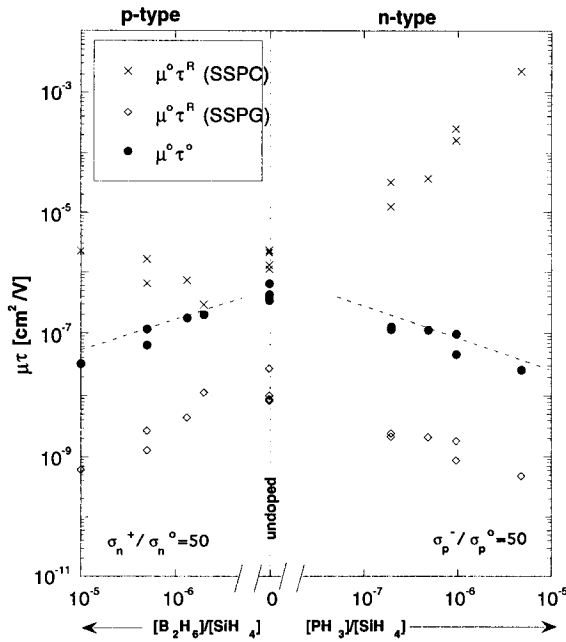 p-type n-type
× μ°τᴿ (SSPC)
◇ μ°τᴿ (SSPG)
● μ°τ°
μτ [cm²/V]
10⁻³
10⁻⁵
10⁻⁷
10⁻⁹
10⁻¹¹
undoped
σₙ⁺/σₙ°=50
σₚ⁻/σₚ°=50
10⁻⁵ 10⁻⁶ 0 10⁻⁷ 10⁻⁶ 10⁻⁵
[B₂H₆]/[SiH₄] [PH₃]/[SiH₄]